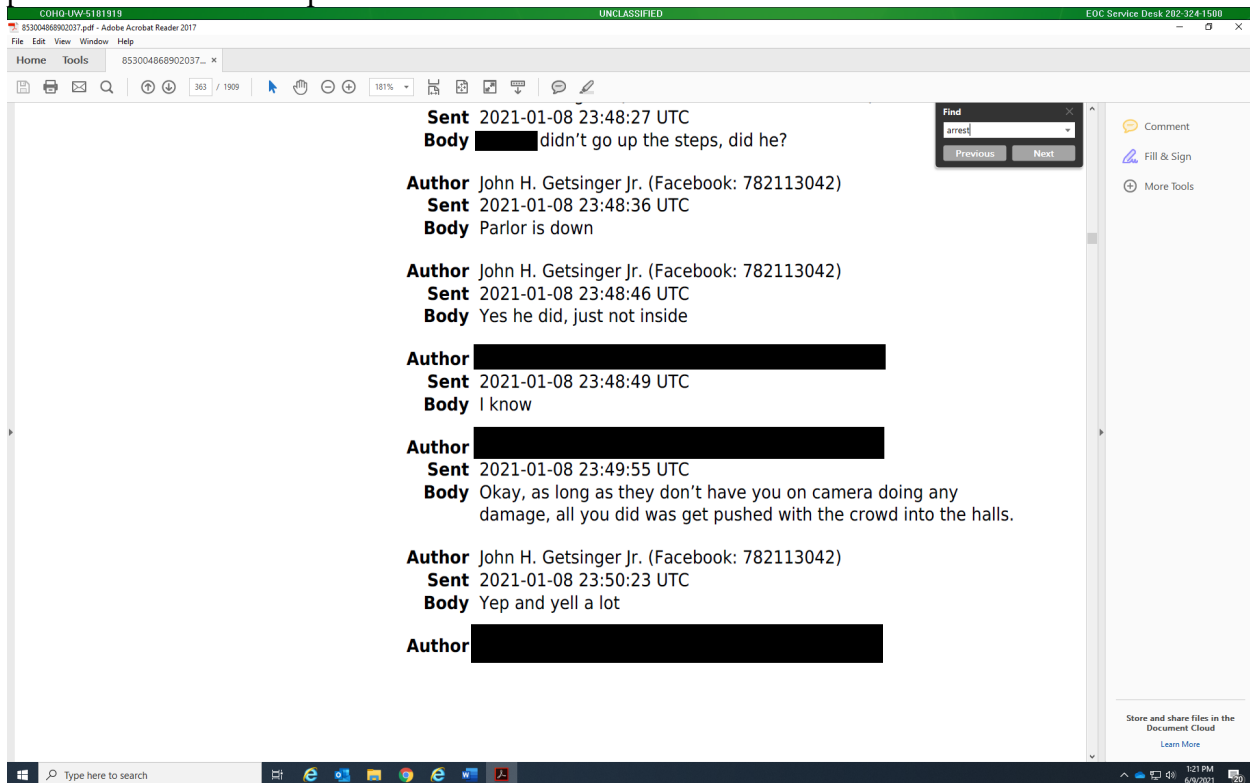 COHQ-UW-5181919 UNCLASSIFIED EOC Service Desk 202-324-1500
853004868902037.pdf - Adobe Acrobat Reader 2017
File Edit View Window Help
Home Tools 853004868902037... ×
363 / 1909 181%
Find
arrest
Previous Next
Comment
Fill & Sign
More Tools
Sent 2021-01-08 23:48:27 UTC
Body didn't go up the steps, did he?
Author John H. Getsinger Jr. (Facebook: 782113042)
Sent 2021-01-08 23:48:36 UTC
Body Parlor is down
Author John H. Getsinger Jr. (Facebook: 782113042)
Sent 2021-01-08 23:48:46 UTC
Body Yes he did, just not inside
Author
Sent 2021-01-08 23:48:49 UTC
Body I know
Author
Sent 2021-01-08 23:49:55 UTC
Body Okay, as long as they don't have you on camera doing any
damage, all you did was get pushed with the crowd into the halls.
Author John H. Getsinger Jr. (Facebook: 782113042)
Sent 2021-01-08 23:50:23 UTC
Body Yep and yell a lot
Author
Store and share files in the
Document Cloud
Learn More
Type here to search
1:21 PM
6/9/2021
20